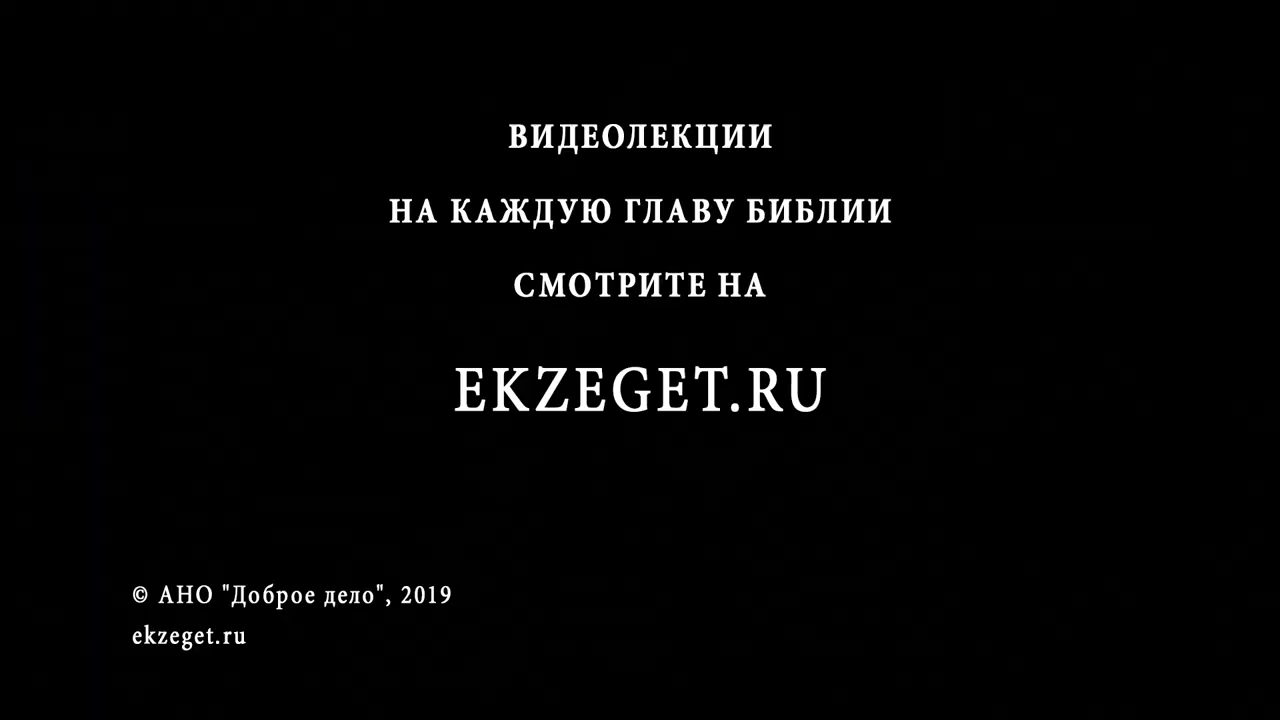 ВИДЕОЛЕКЦИИ
НА КАЖДУЮ ГЛАВУ БИБЛИИ
СМОТРИТЕ НА
EKZEGET.RU
© АНО "Доброе дело", 2019
ekzeget.ru